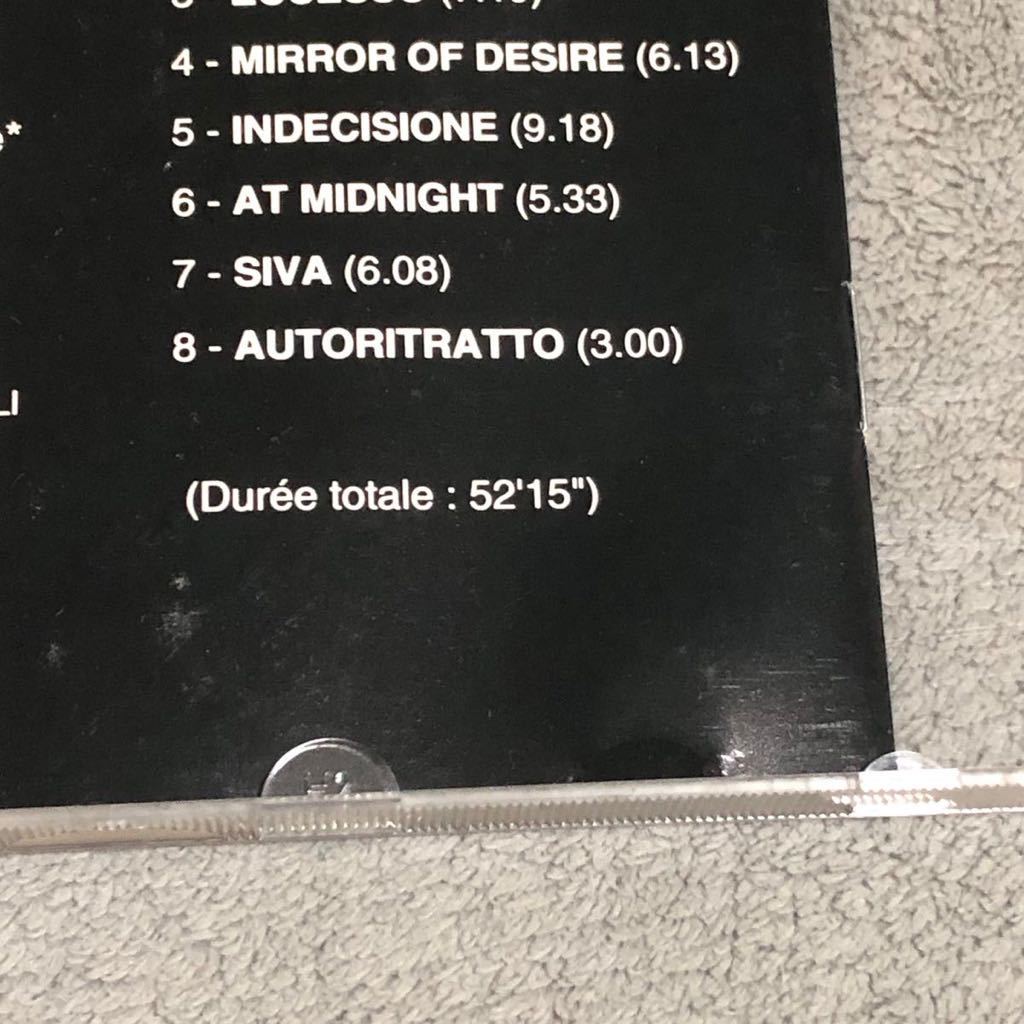 4 - MIRROR OF DESIRE (6.13)
5 - INDECISIONE (9.18)
6 - AT MIDNIGHT (5.33)
7 - SIVA (6.08)
8 - AUTORITRATTO (3.00)
(Durée totale : 52'15")